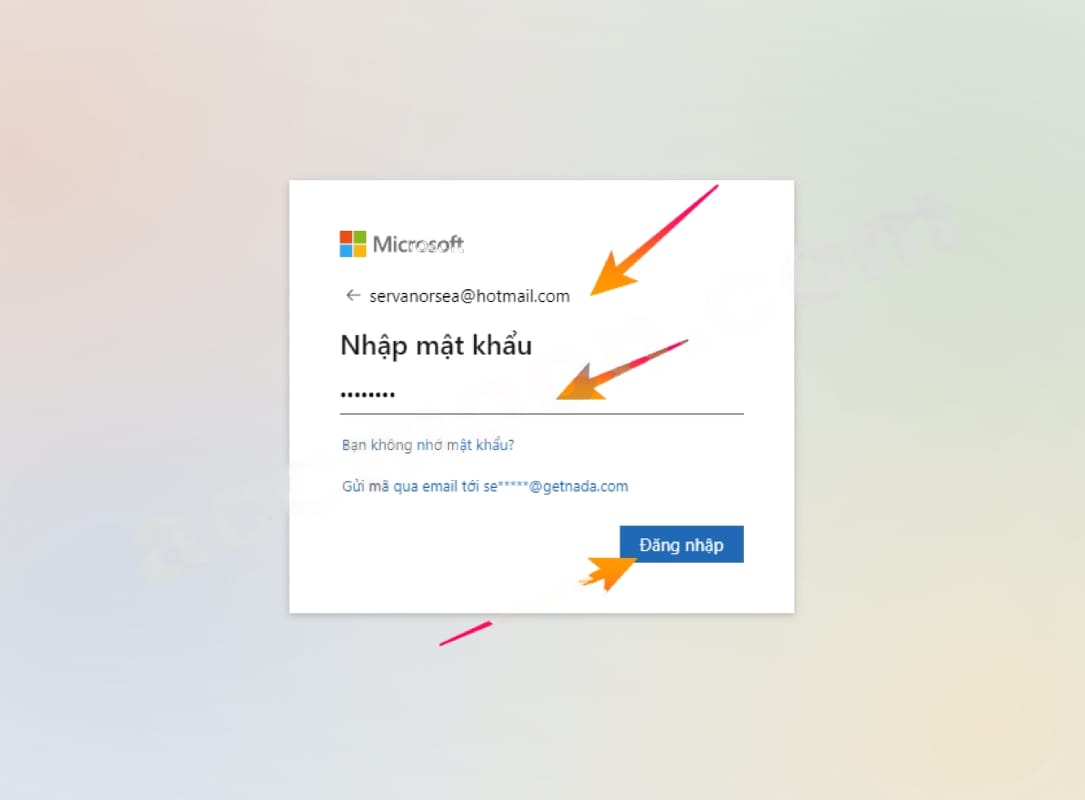 Microsoft
servanorsea@hotmail.com
Nhập mật khẩu
Bạn không nhớ mật khẩu?
Gửi mã qua email tới se*****@getnada.com
Đăng nhập